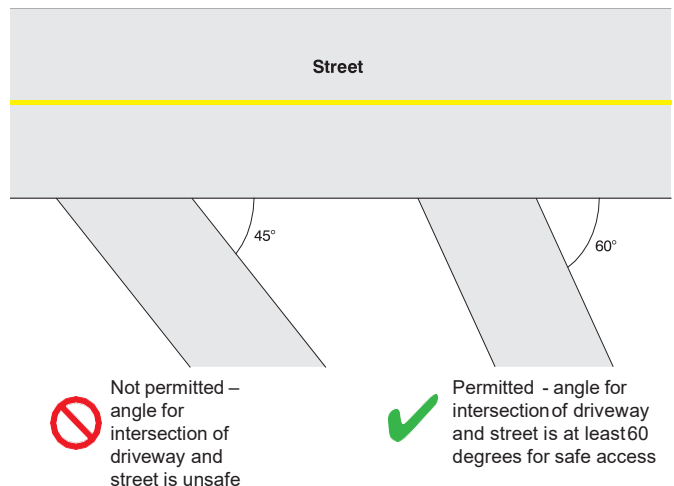 Street
45°
60°
Not permitted –
angle for
intersection of
driveway and
street is unsafe
Permitted - angle for
intersection of driveway
and street is at least 60
degrees for safe access